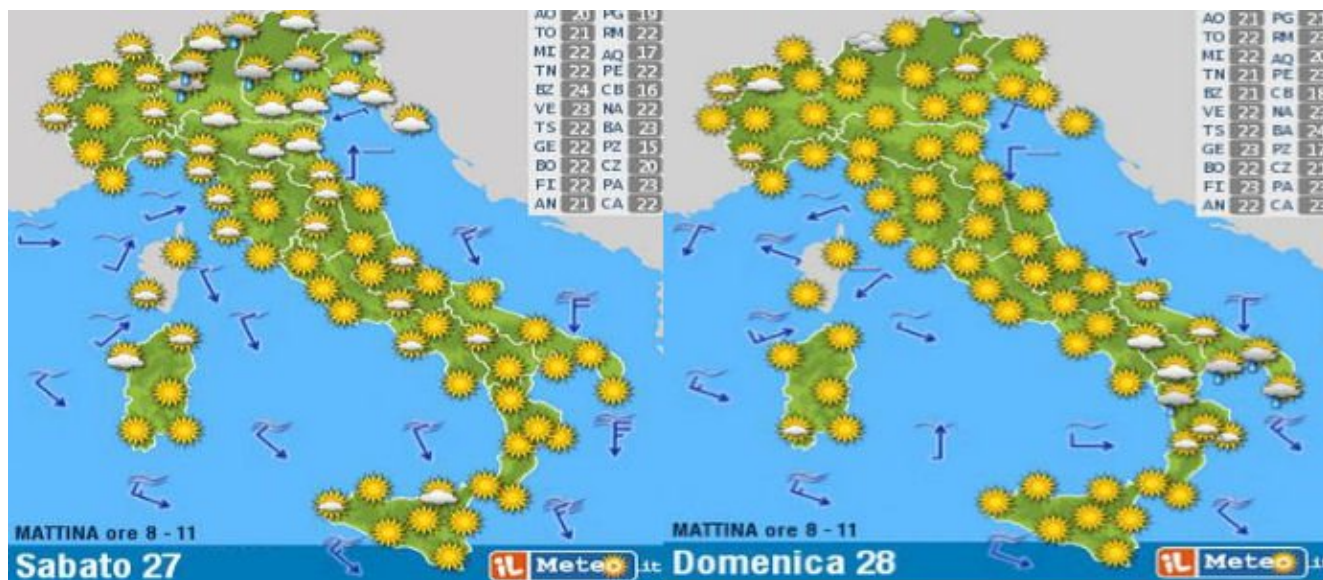 AO 20 PG 19
TO 21 RM 22
MI 22 AQ 17
TN 22 PE 22
BZ 24 CB 16
VE 23 NA 22
TS 22 BA 23
GE 22 PZ 15
BO 22 CZ 20
FI 22 PA 23
AN 21 CA 22
MATTINA ore 8 - 11
Sabato 27
iL Meteo.it
AO 21 PG
TO 22 RM 23
MI 22 AQ 20
TN 21 PE 23
BZ 21 CB 18
VE 22 NA
TS 22 BA 24
GE 23 PZ 17
BO 22 CZ
FI 23 PA 23
AN 22 CA 23
MATTINA ore 8 - 11
Domenica 28
iL Meteo.it